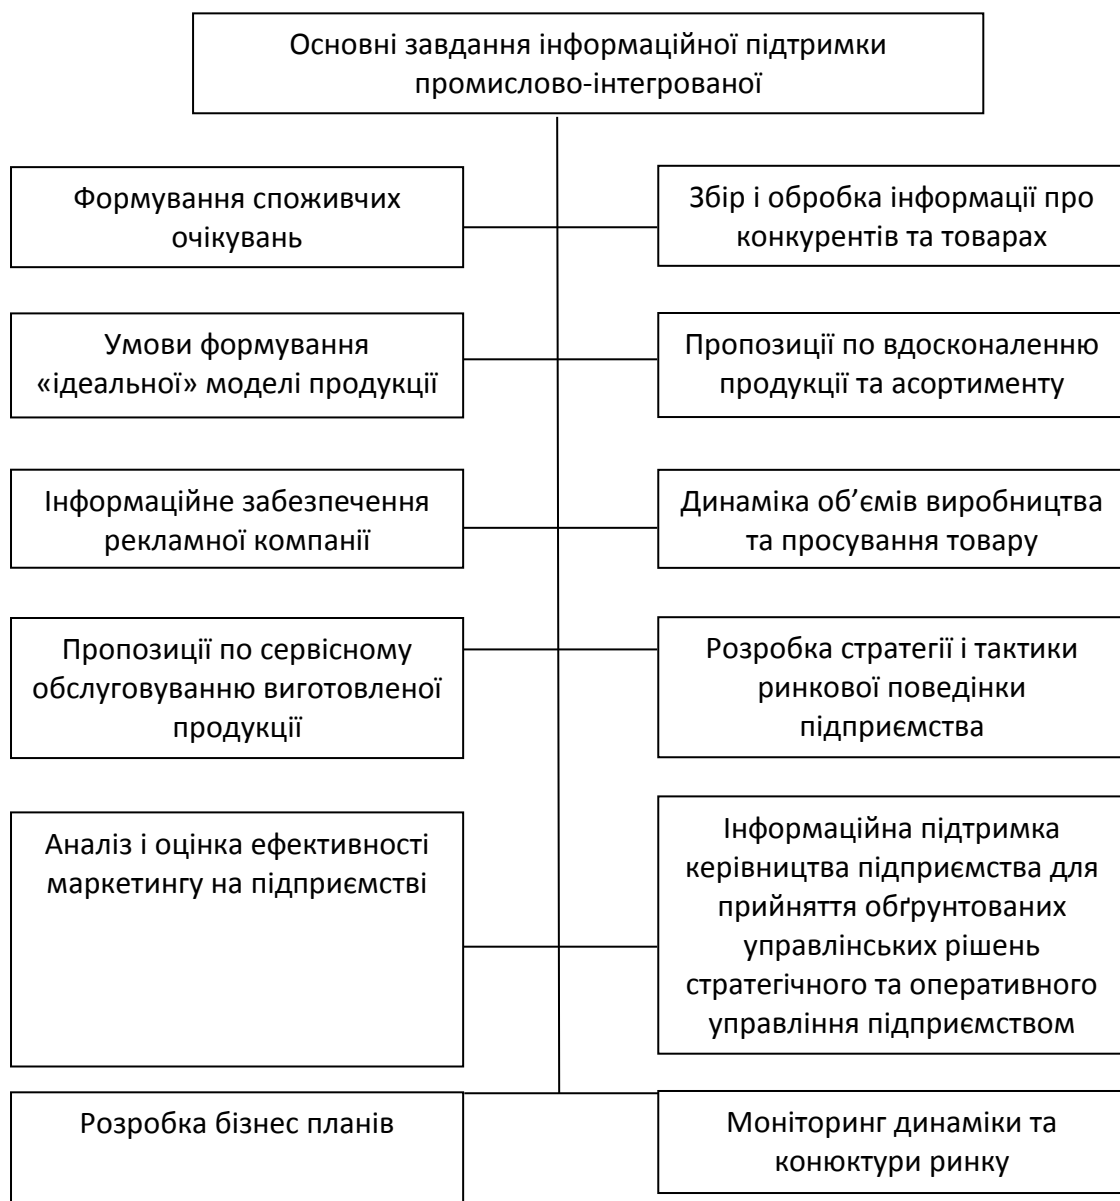 Основні завдання інформаційної підтримки
промислово-інтегрованої
Формування споживчих
очікувань
Збір і обробка інформації про
конкурентів та товарах
Умови формування
«ідеальної» моделі продукції
Пропозиції по вдосконаленню
продукції та асортименту
Інформаційне забезпечення
рекламної компанії
Динаміка об’ємів виробництва
та просування товару
Пропозиції по сервісному
обслуговуванню виготовленої
продукції
Розробка стратегії і тактики
ринкової поведінки
підприємства
Аналіз і оцінка ефективності
маркетингу на підприємстві
Інформаційна підтримка
керівництва підприємства для
прийняття обґрунтованих
управлінських рішень
стратегічного та оперативного
управління підприємством
Розробка бізнес планів
Моніторинг динаміки та
конюктури ринку